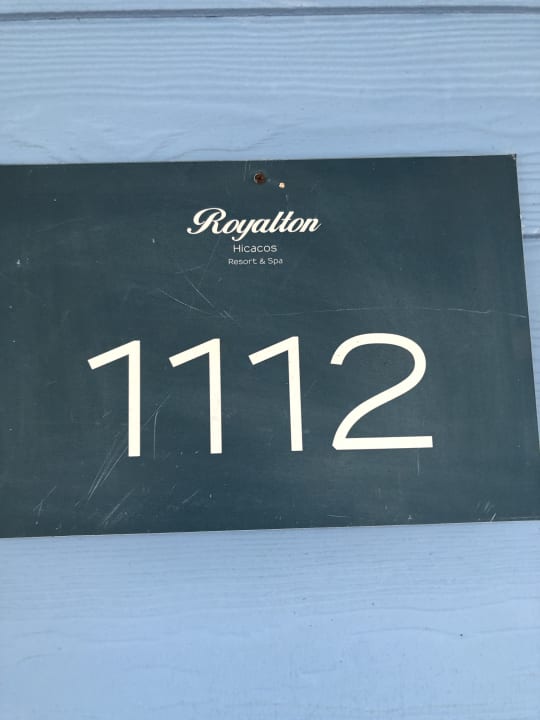 Royalton
Hicacos
Resort & Spa
1112